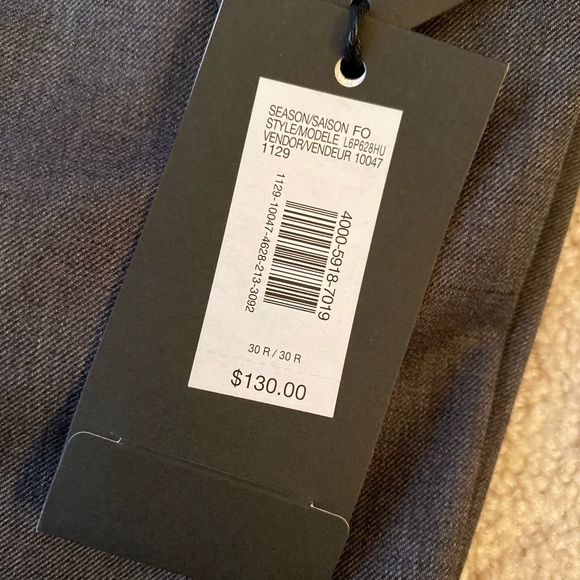 SEASON/SAISON FO
STYLE/MODELE L6P628HU
VENDOR/VENDEUR 10047
1129
4000-5918-7019
1129-10047-4628-213-3092
30 R / 30 R
$130.00